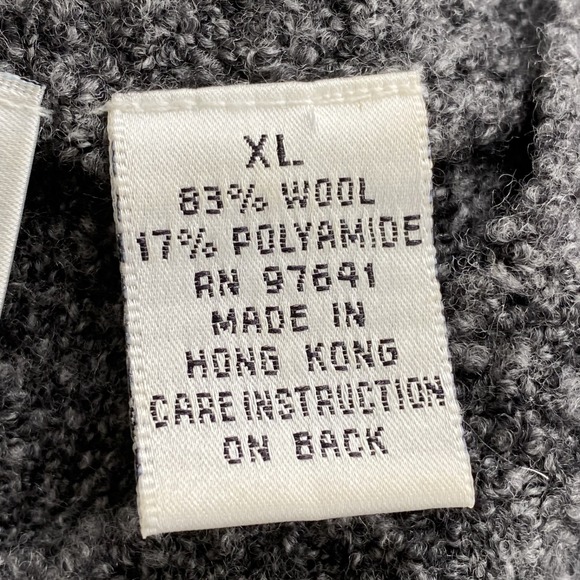 XL
83% WOOL
17% POLYAMIDE
RN 97641
MADE IN
HONG KONG
CARE INSTRUCTION
ON BACK